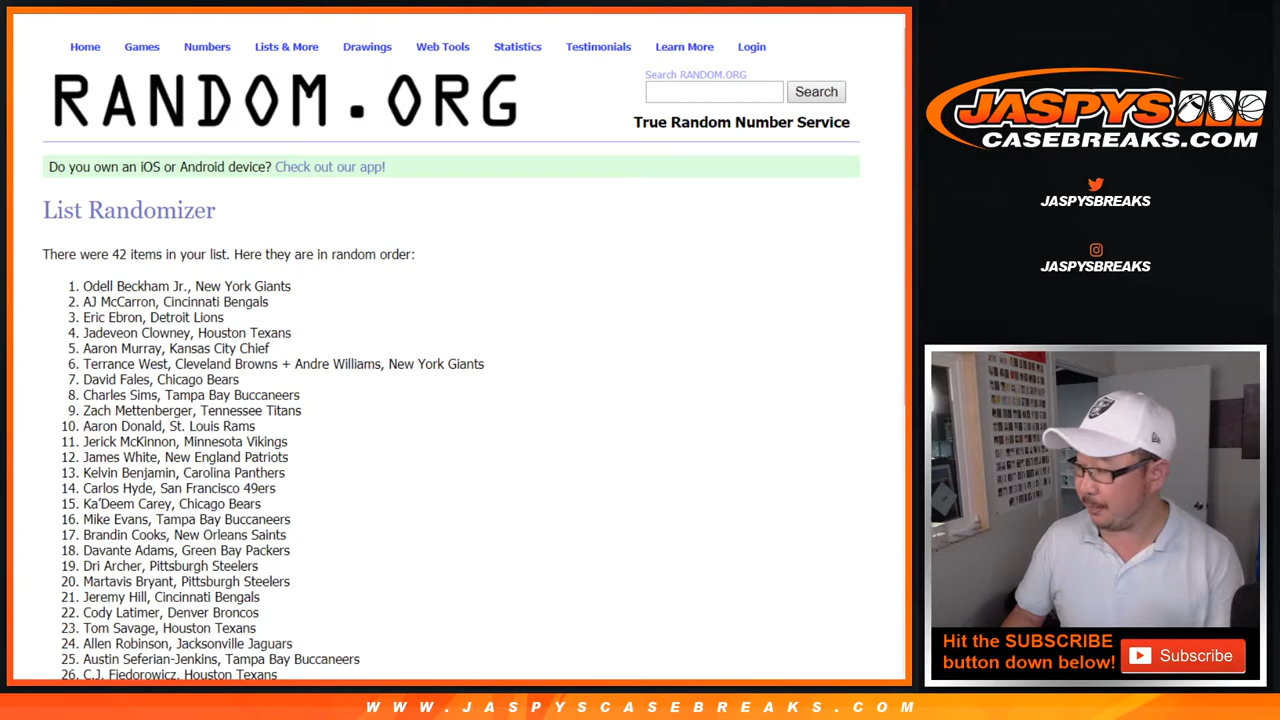 Home Games Numbers Lists & More Drawings Web Tools Statistics Testimonials Learn More Login
RANDOM.ORG
Search RANDOM.ORG
Search
True Random Number Service
Do you own an iOS or Android device? Check out our app!
List Randomizer
There were 42 items in your list. Here they are in random order:
1. Odell Beckham Jr., New York Giants
2. AJ McCarron, Cincinnati Bengals
3. Eric Ebron, Detroit Lions
4. Jadeveon Clowney, Houston Texans
5. Aaron Murray, Kansas City Chief
6. Terrance West, Cleveland Browns + Andre Williams, New York Giants
7. David Fales, Chicago Bears
8. Charles Sims, Tampa Bay Buccaneers
9. Zach Mettenberger, Tennessee Titans
10. Aaron Donald, St. Louis Rams
11. Jerick McKinnon, Minnesota Vikings
12. James White, New England Patriots
13. Kelvin Benjamin, Carolina Panthers
14. Carlos Hyde, San Francisco 49ers
15. Ka'Deem Carey, Chicago Bears
16. Mike Evans, Tampa Bay Buccaneers
17. Brandin Cooks, New Orleans Saints
18. Davante Adams, Green Bay Packers
19. Dri Archer, Pittsburgh Steelers
20. Martavis Bryant, Pittsburgh Steelers
21. Jeremy Hill, Cincinnati Bengals
22. Cody Latimer, Denver Broncos
23. Tom Savage, Houston Texans
24. Allen Robinson, Jacksonville Jaguars
25. Austin Seferian-Jenkins, Tampa Bay Buccaneers
26. C.J. Fiedorowicz, Houston Texans
JASPYS
CASEBREAKS.COM
JASPYSBREAKS
JASPYSBREAKS
Hit the SUBSCRIBE
button down below!
Subscribe
WWW.JASPYSCASEBREAKS.COM